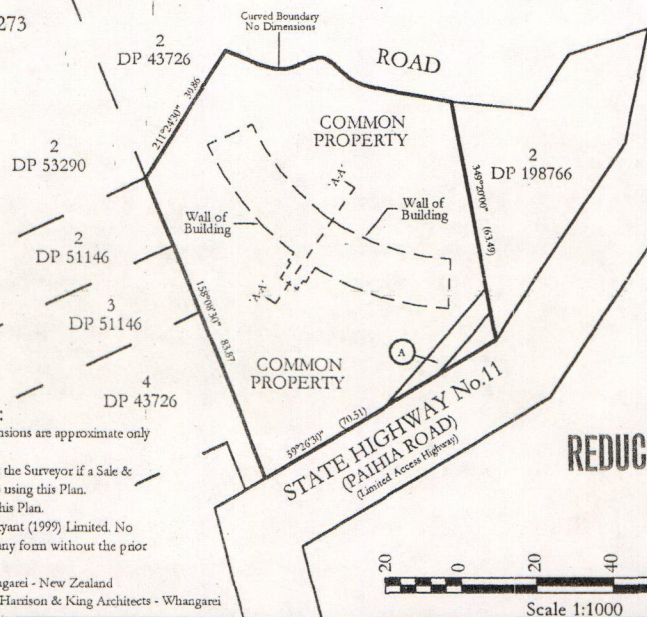 273
Curved Boundary
No Dimensions
2
DP 43726
ROAD
211°24'30" 39.86
COMMON
PROPERTY
2
DP 53290
2
DP 198766
"A-A"
Wall of
Building
Wall of
Building
349°20'00" (63.49)
2
DP 51146
3
DP 51146
158°08'30" 83.87
"A-A"
A
COMMON
PROPERTY
4
DP 43726
59°26'30" (70.51)
STATE HIGHWAY No.11
(PAIHIA ROAD)
(Limited Access Highway)
:
nsions are approximate only
the Surveyor if a Sale &
using this Plan.
his Plan.
yant (1999) Limited. No
any form without the prior
ngarei - New Zealand
Harrison & King Architects - Whangarei
REDUC
20 0 20 40
Scale 1:1000